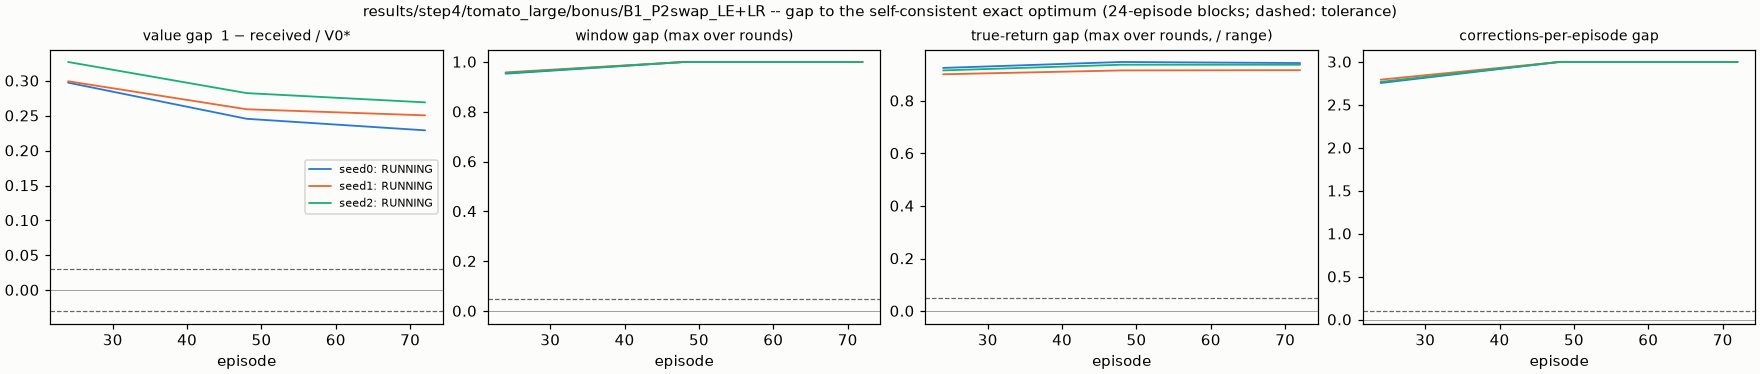 results/step4/tomato_large/bonus/B1_P2swap_LE+LR -- gap to the self-consistent exact optimum (24-episode blocks; dashed: tolerance)
value gap  1 − received / V0*
0.30
0.25
0.20
0.15
0.10
0.05
0.00
seed0: RUNNING
seed1: RUNNING
seed2: RUNNING
30 40 50 60 70
episode
window gap (max over rounds)
1.0
0.8
0.6
0.4
0.2
0.0
30 40 50 60 70
episode
true-return gap (max over rounds, / range)
0.8
0.6
0.4
0.2
0.0
30 40 50 60 70
episode
corrections-per-episode gap
3.0
2.5
2.0
1.5
1.0
0.5
0.0
30 40 50 60 70
episode